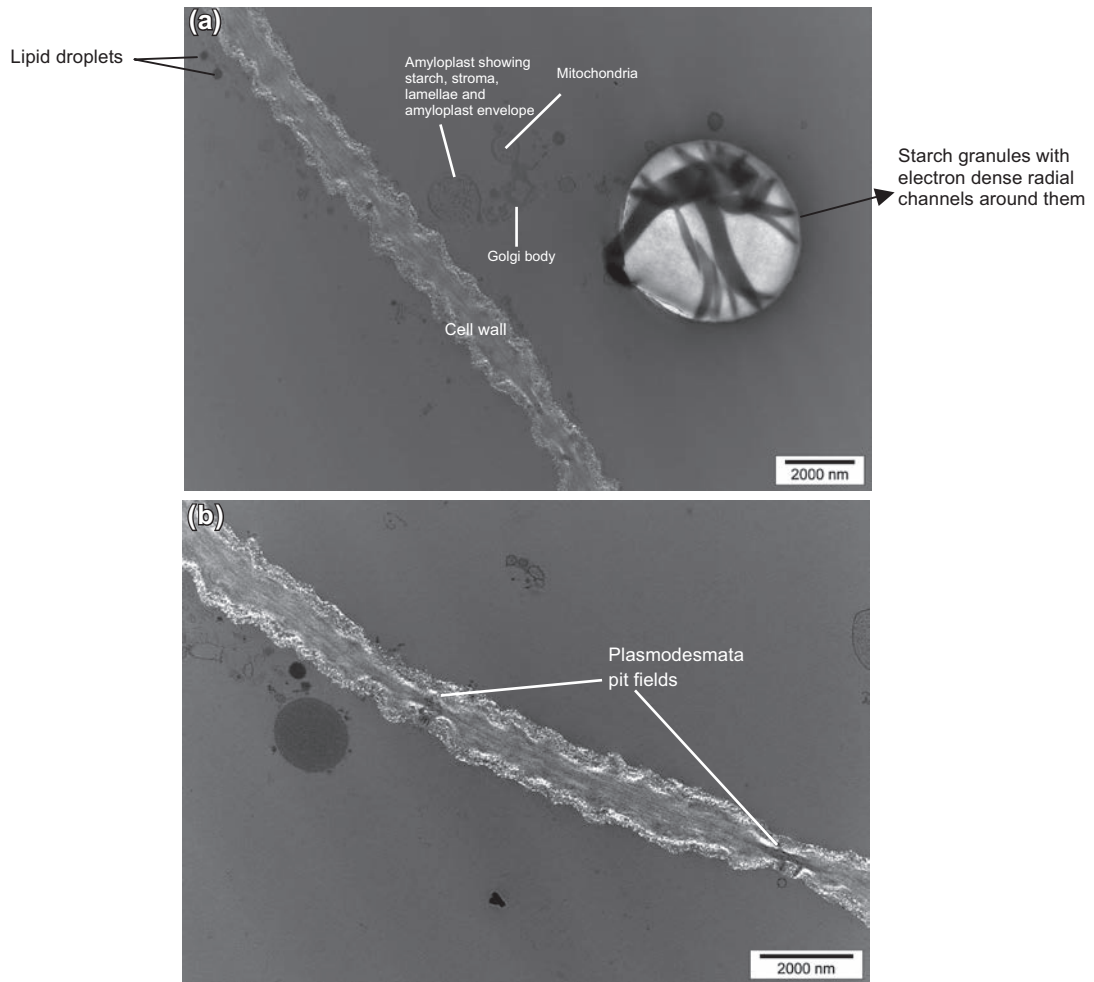 (a)
Lipid droplets
Amyloplast showing
starch, stroma,
lamellae and
amyloplast envelope
Mitochondria
Starch granules with
electron dense radial
channels around them
Golgi body
Cell wall
2000 nm
(b)
Plasmodesmata
pit fields
2000 nm